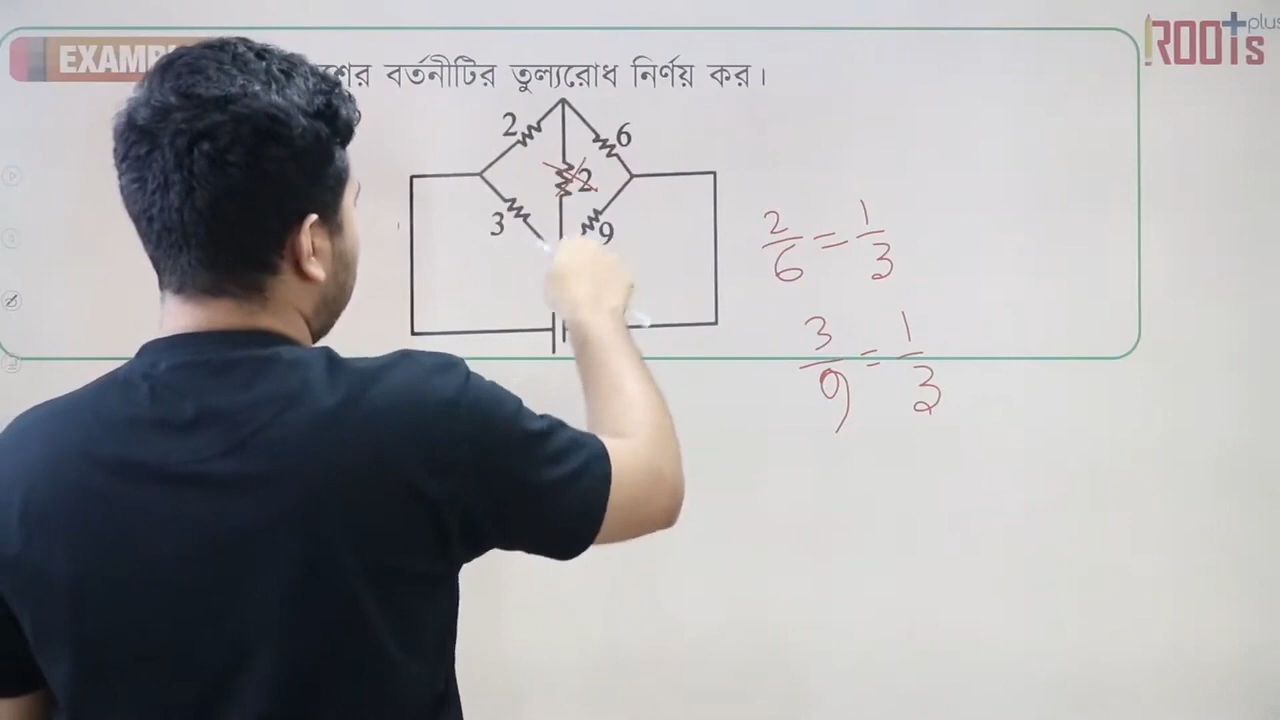 ROOTS plus
EXAMP
শের বর্তনীটির তুল্যরোধ নির্ণয় কর।
2
6
2
3
9
2/6 = 1/3
3/9 = 1/3